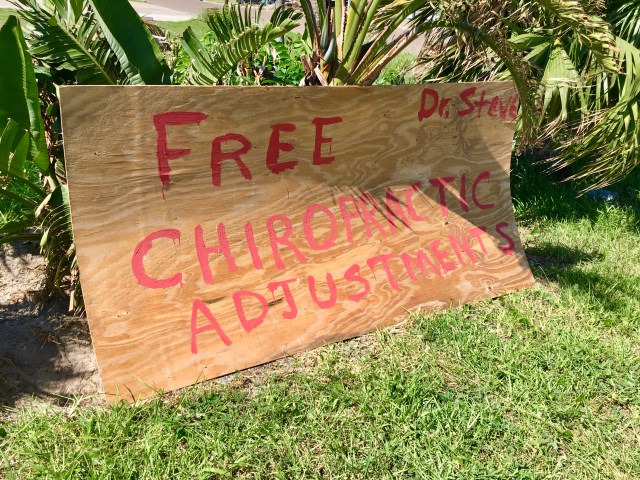 Dr. Steve
FREE
CHIROPRACTIC
ADJUSTMENTS